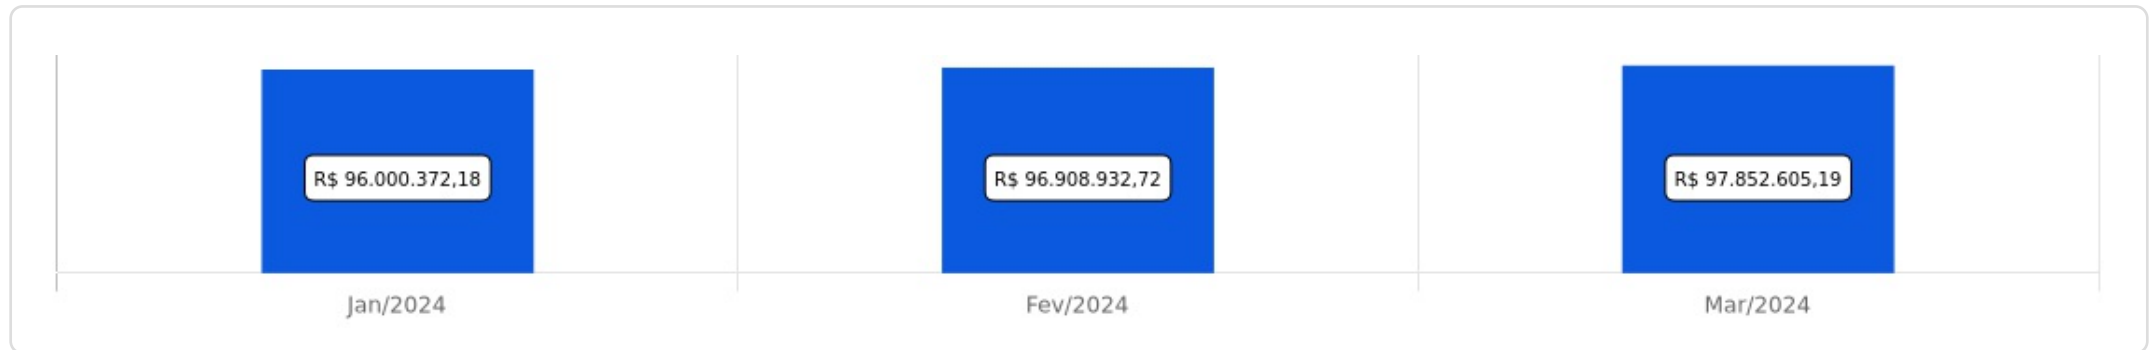 R$ 96.000.372,18
R$ 96.908.932,72
R$ 97.852.605,19
Jan/2024
Fev/2024
Mar/2024